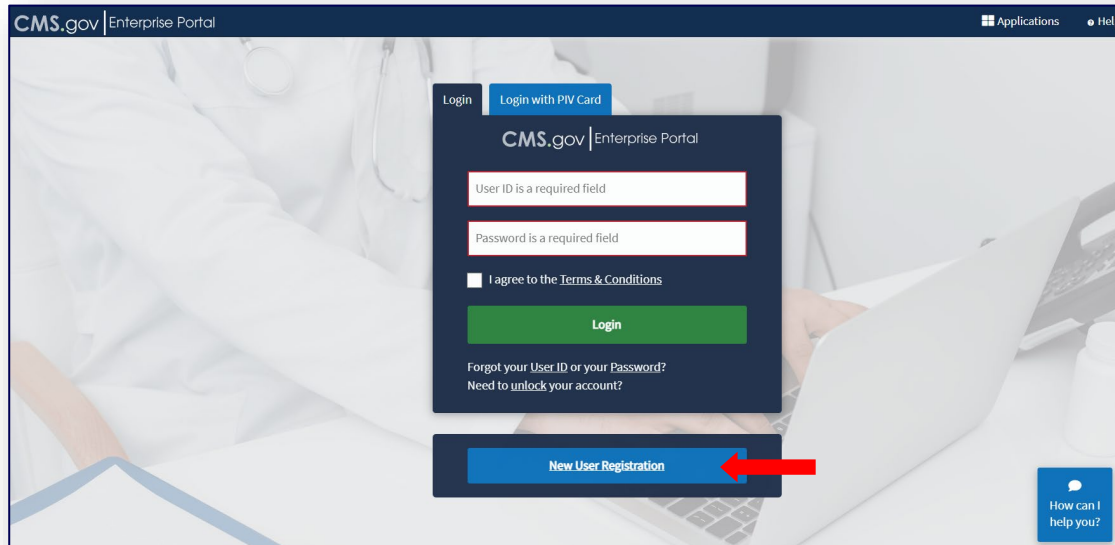 CMS.gov Enterprise Portal
Applications
Login
Login with PIV Card
CMS.gov Enterprise Portal
User ID is a required field
Password is a required field
I agree to the Terms & Conditions
Login
Forgot your User ID or your Password?
Need to unlock your account?
New User Registration
How can I
help you?